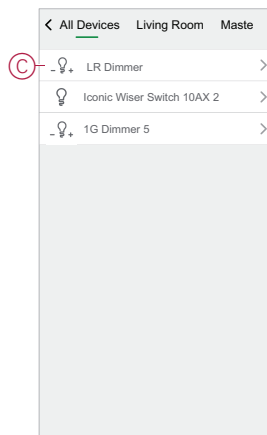 All Devices Living Room Maste
C LR Dimmer
Iconic Wiser Switch 10AX 2
1G Dimmer 5